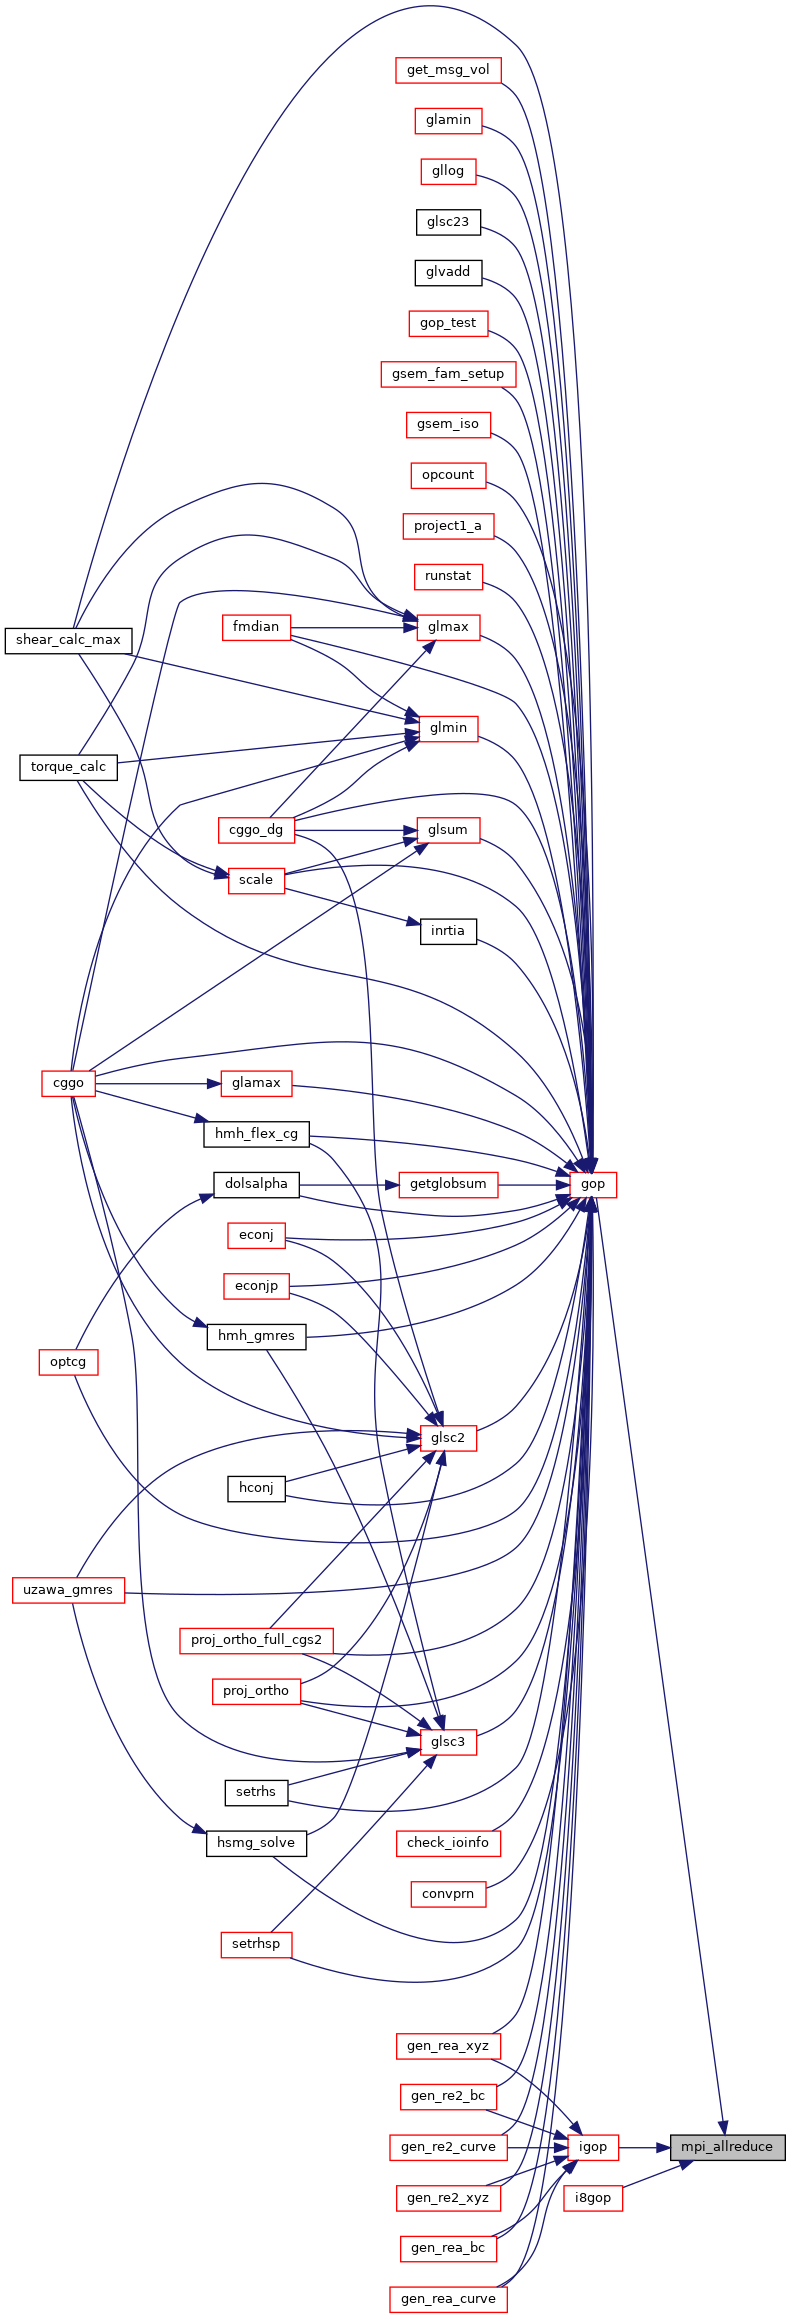 get_msg_vol
glamin
gllog
glsc23
glvadd
gop_test
gsem_fam_setup
gsem_iso
opcount
project1_a
runstat
fmdian
glmax
shear_calc_max
glmin
torque_calc
cggo_dg
glsum
scale
inrtia
cggo
glamax
hmh_flex_cg
dolsalpha
getglobsum
gop
econj
econjp
hmh_gmres
optcg
glsc2
hconj
uzawa_gmres
proj_ortho_full_cgs2
proj_ortho
glsc3
setrhs
hsmg_solve
check_ioinfo
convprn
setrhsp
gen_rea_xyz
gen_re2_bc
gen_re2_curve
igop
mpi_allreduce
gen_re2_xyz
i8gop
gen_rea_bc
gen_rea_curve